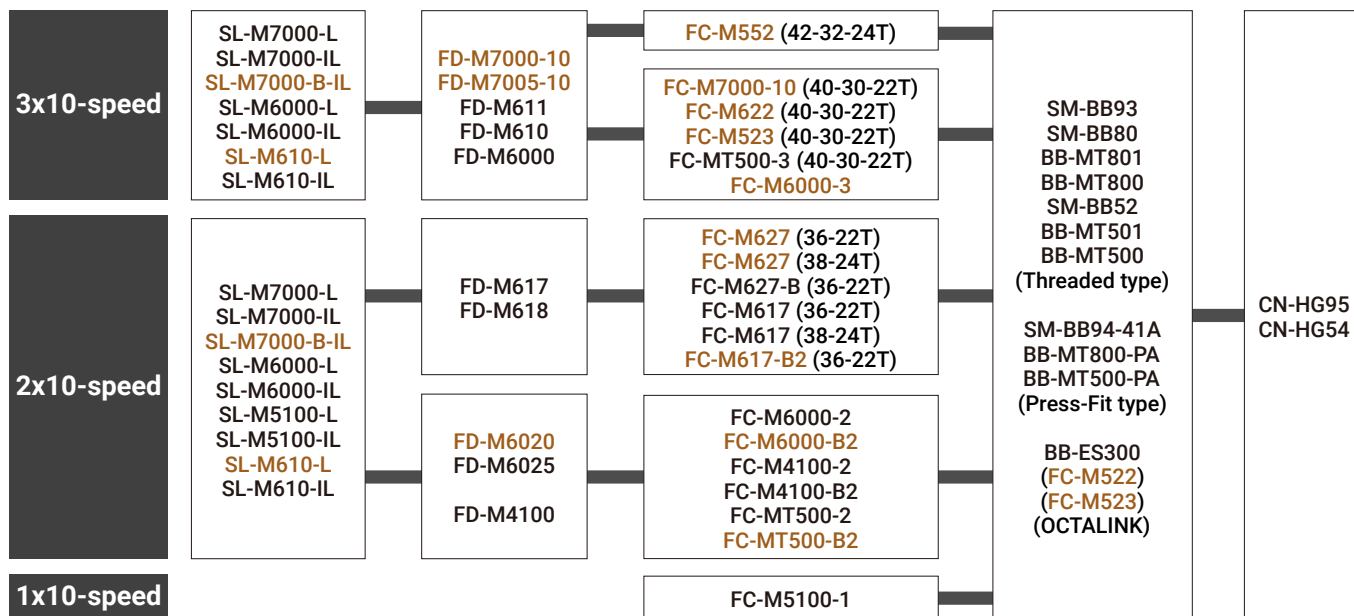 3x10-speed
SL-M7000-L
SL-M7000-IL
SL-M7000-B-IL
SL-M6000-L
SL-M6000-IL
SL-M610-L
SL-M610-IL
FD-M7000-10
FD-M7005-10
FD-M611
FD-M610
FD-M6000
FC-M552 (42-32-24T)
FC-M7000-10 (40-30-22T)
FC-M622 (40-30-22T)
FC-M523 (40-30-22T)
FC-MT500-3 (40-30-22T)
FC-M6000-3
2x10-speed
SL-M7000-L
SL-M7000-IL
SL-M7000-B-IL
SL-M6000-L
SL-M6000-IL
SL-M5100-L
SL-M5100-IL
SL-M610-L
SL-M610-IL
FD-M617
FD-M618
FC-M627 (36-22T)
FC-M627 (38-24T)
FC-M627-B (36-22T)
FC-M617 (36-22T)
FC-M617 (38-24T)
FC-M617-B2 (36-22T)
FD-M6020
FD-M6025
FD-M4100
FC-M6000-2
FC-M6000-B2
FC-M4100-2
FC-M4100-B2
FC-MT500-2
FC-MT500-B2
1x10-speed
FC-M5100-1
SM-BB93
SM-BB80
BB-MT801
BB-MT800
SM-BB52
BB-MT501
BB-MT500
(Threaded type)
SM-BB94-41A
BB-MT800-PA
BB-MT500-PA
(Press-Fit type)
BB-ES300
(FC-M522)
(FC-M523)
(OCTALINK)
CN-HG95
CN-HG54